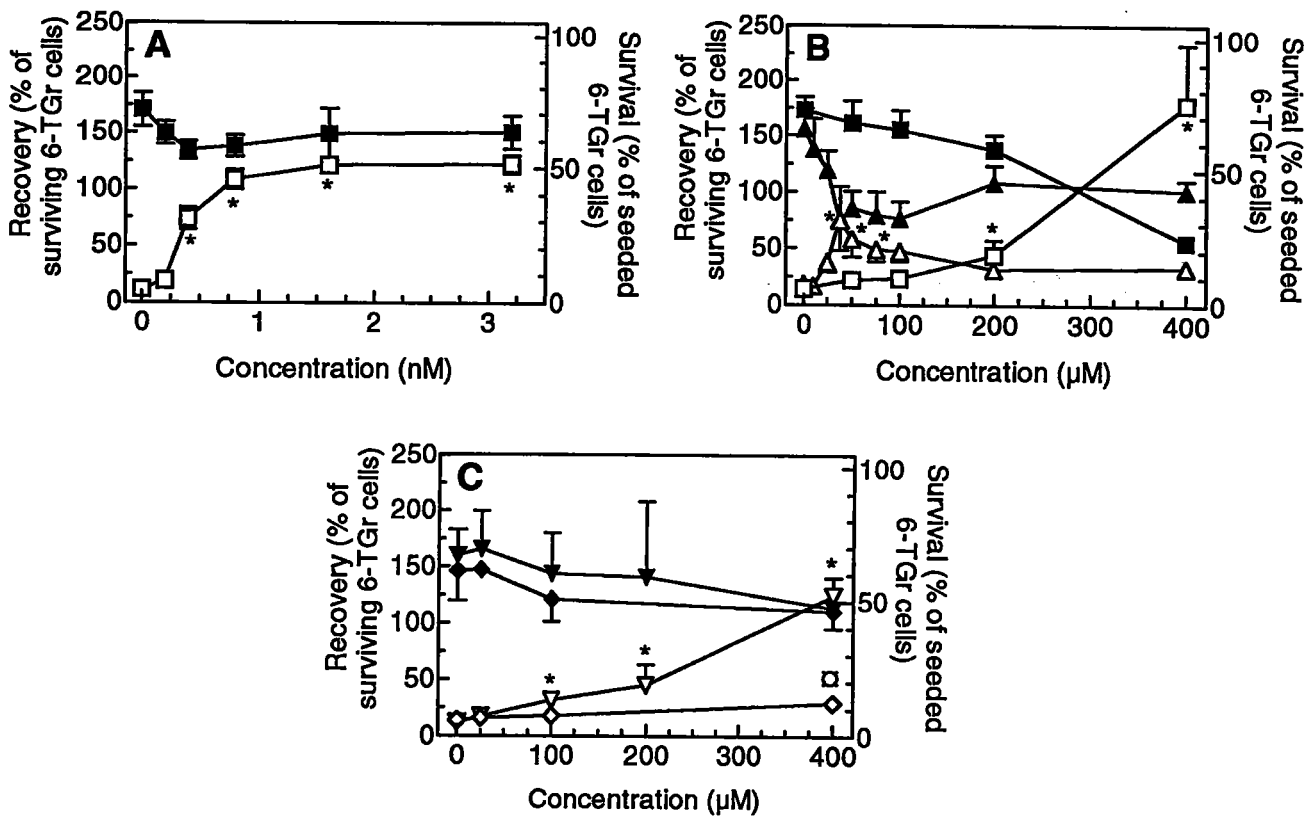 A
Recovery (% of
surviving 6-TGr cells)
250
200
150
100
50
0
100
50
0
Survival (% of seeded
6-TGr cells)
0 1 2 3
Concentration (nM)
B
Recovery (% of
surviving 6-TGr cells)
250
200
150
100
50
0
100
50
0
Survival (% of seeded
6-TGr cells)
0 100 200 300 400
Concentration (µM)
C
Recovery (% of
surviving 6-TGr cells)
250
200
150
100
50
0
100
50
0
Survival (% of seeded
6-TGr cells)
0 100 200 300 400
Concentration (µM)